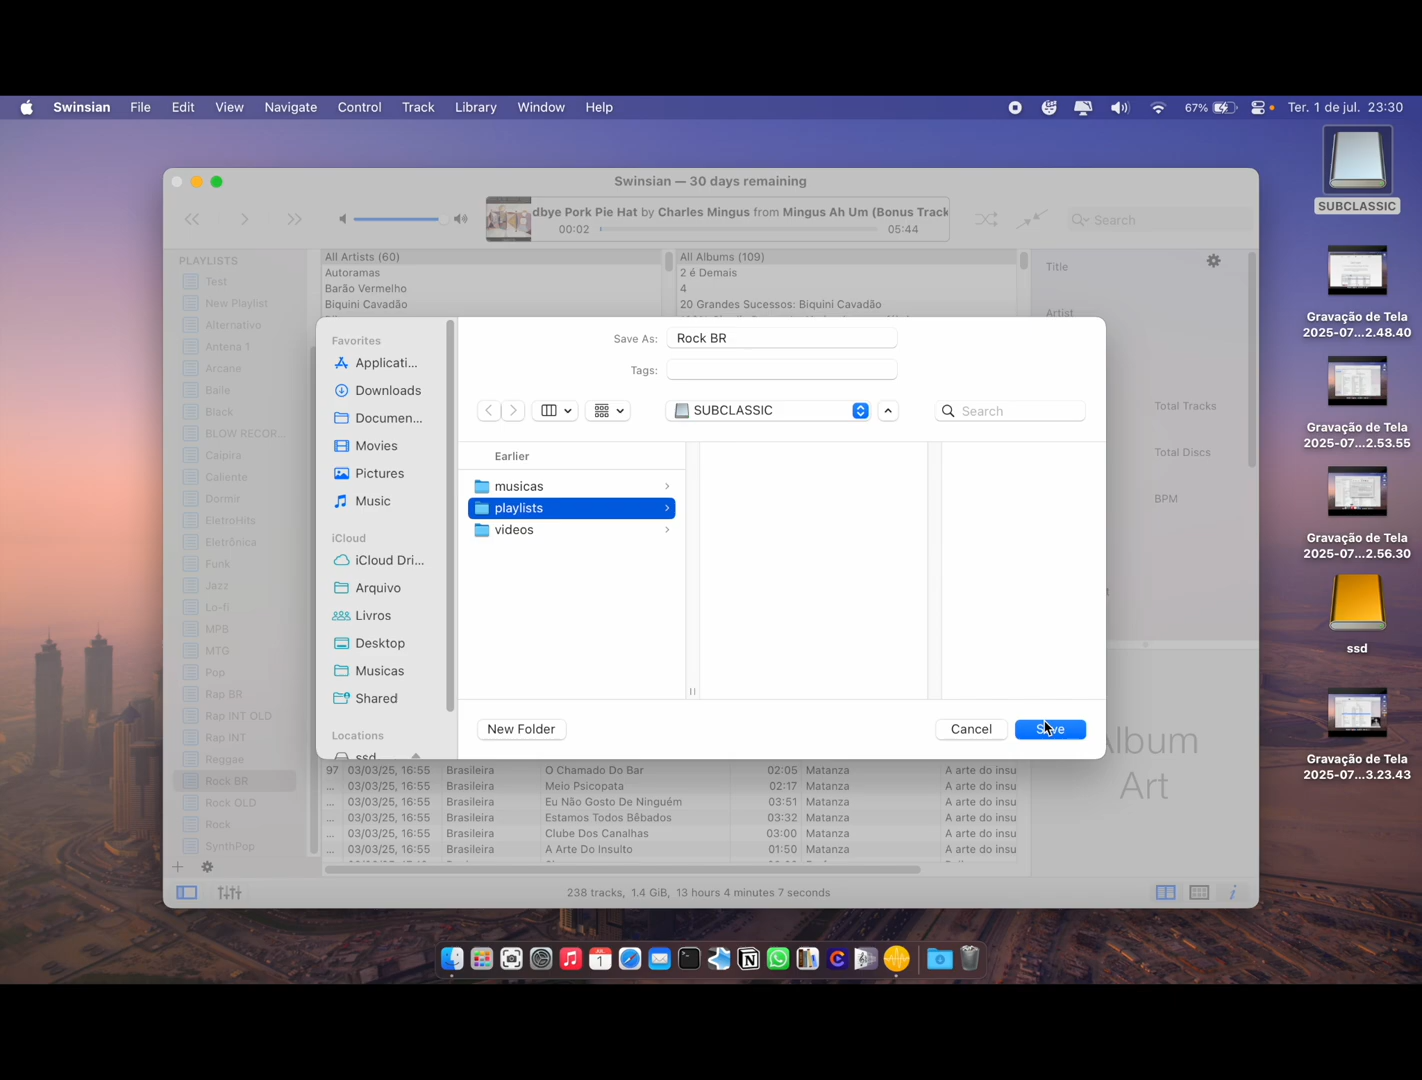 Swinsian File Edit View Navigate Control Track Library Window Help
67% Ter. 1 de jul. 23:30
SUBCLASSIC
Swinsian — 30 days remaining
dbye Pork Pie Hat by Charles Mingus from Mingus Ah Um (Bonus Track
00:02 05:44
Search
PLAYLISTS
Test
New Playlist
Alternativo
Antena 1
Arcane
Baile
Black
BLOW RECOR...
Caipira
Caliente
Dormir
EletroHits
Eletrônica
Funk
Jazz
Lo-fi
MPB
MTG
Pop
Rap BR
Rap INT OLD
Rap INT
Reggae
Rock BR
Rock OLD
Rock
SynthPop
All Artists (60)
Autoramas
Barão Vermelho
Biquini Cavadão
All Albums (109)
2 é Demais
4
20 Grandes Sucessos: Biquini Cavadão
Title
Artist
Total Tracks
Total Discs
BPM
Favorites
Applicati...
Downloads
Documen...
Movies
Pictures
Music
iCloud
iCloud Dri...
Arquivo
Livros
Desktop
Musicas
Shared
Locations
ssd
Save As: Rock BR
Tags:
SUBCLASSIC
Search
Earlier
musicas
playlists
videos
New Folder
Cancel
Save
97 03/03/25, 16:55 Brasileira O Chamado Do Bar 02:05 Matanza A arte do insu
... 03/03/25, 16:55 Brasileira Meio Psicopata 02:17 Matanza A arte do insu
... 03/03/25, 16:55 Brasileira Eu Não Gosto De Ninguém 03:51 Matanza A arte do insu
... 03/03/25, 16:55 Brasileira Estamos Todos Bêbados 03:32 Matanza A arte do insu
... 03/03/25, 16:55 Brasileira Clube Dos Canalhas 03:00 Matanza A arte do insu
... 03/03/25, 16:55 Brasileira A Arte Do Insulto 01:50 Matanza A arte do insu
238 tracks, 1.4 GiB, 13 hours 4 minutes 7 seconds
Album
Art
Gravação de Tela
2025-07...2.48.40
Gravação de Tela
2025-07...2.53.55
Gravação de Tela
2025-07...2.56.30
ssd
Gravação de Tela
2025-07...3.23.43